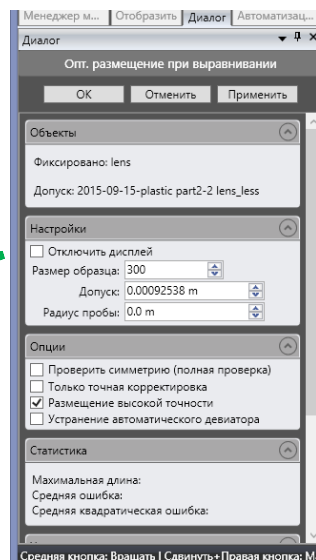 Менеджер м... Отобразить Диалог Автоматизац...
Диалог
Опт. размещение при выравнивании
ОК Отменить Применить
Объекты
Фиксировано: lens
Допуск: 2015-09-15-plastic part2-2 lens_less
Настройки
Отключить дисплей
Размер образца: 300
Допуск: 0.00092538 m
Радиус пробы: 0.0 m
Опции
Проверить симметрию (полная проверка)
Только точная корректировка
Размещение высокой точности
Устранение автоматического девиатора
Статистика
Максимальная длина:
Средняя ошибка:
Средняя квадратическая ошибка:
Средняя кнопка: Вращать | Сдвинуть+Правая кнопка: М